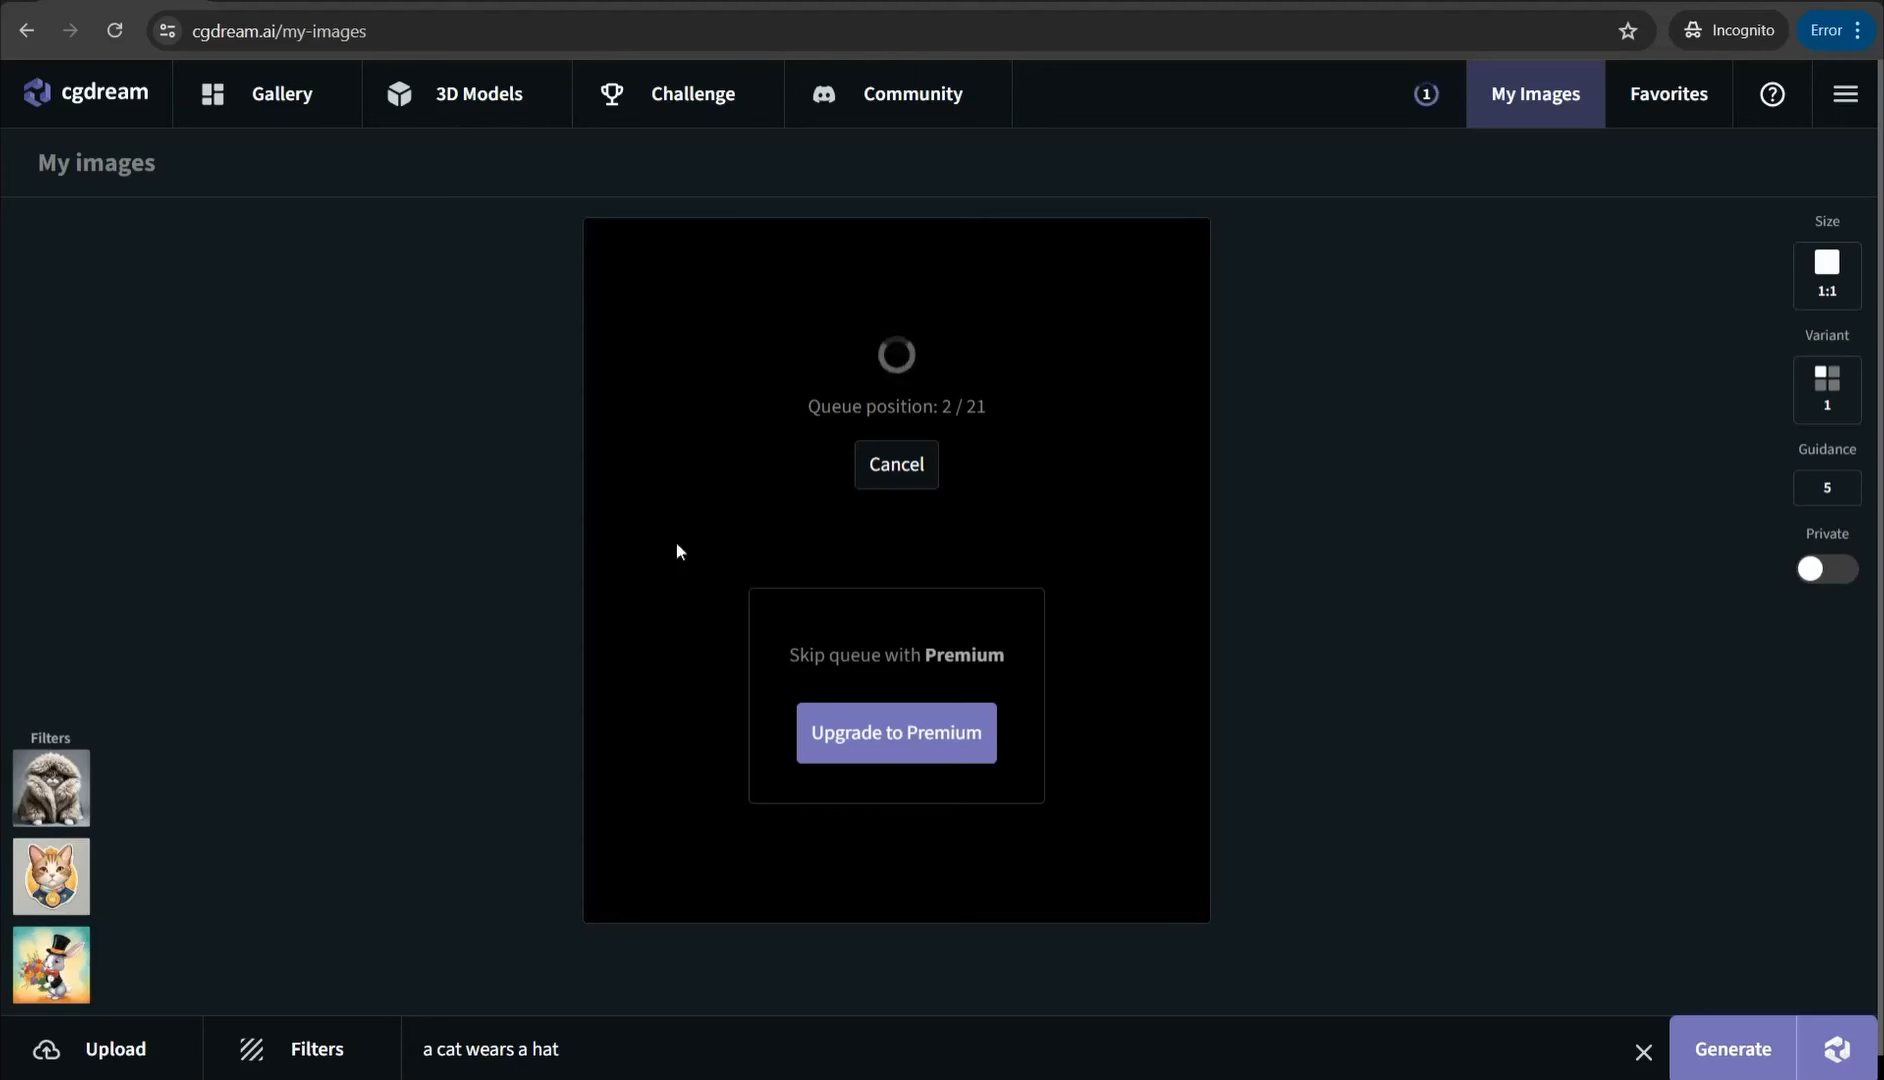 cgdream.ai/my-images
Incognito
Error
cgdream
Gallery
3D Models
Challenge
Community
1
My Images
Favorites
My images
Size
1:1
Variant
1
Guidance
5
Private
Queue position: 2 / 21
Cancel
Skip queue with Premium
Upgrade to Premium
Filters
Upload
Filters
a cat wears a hat
Generate